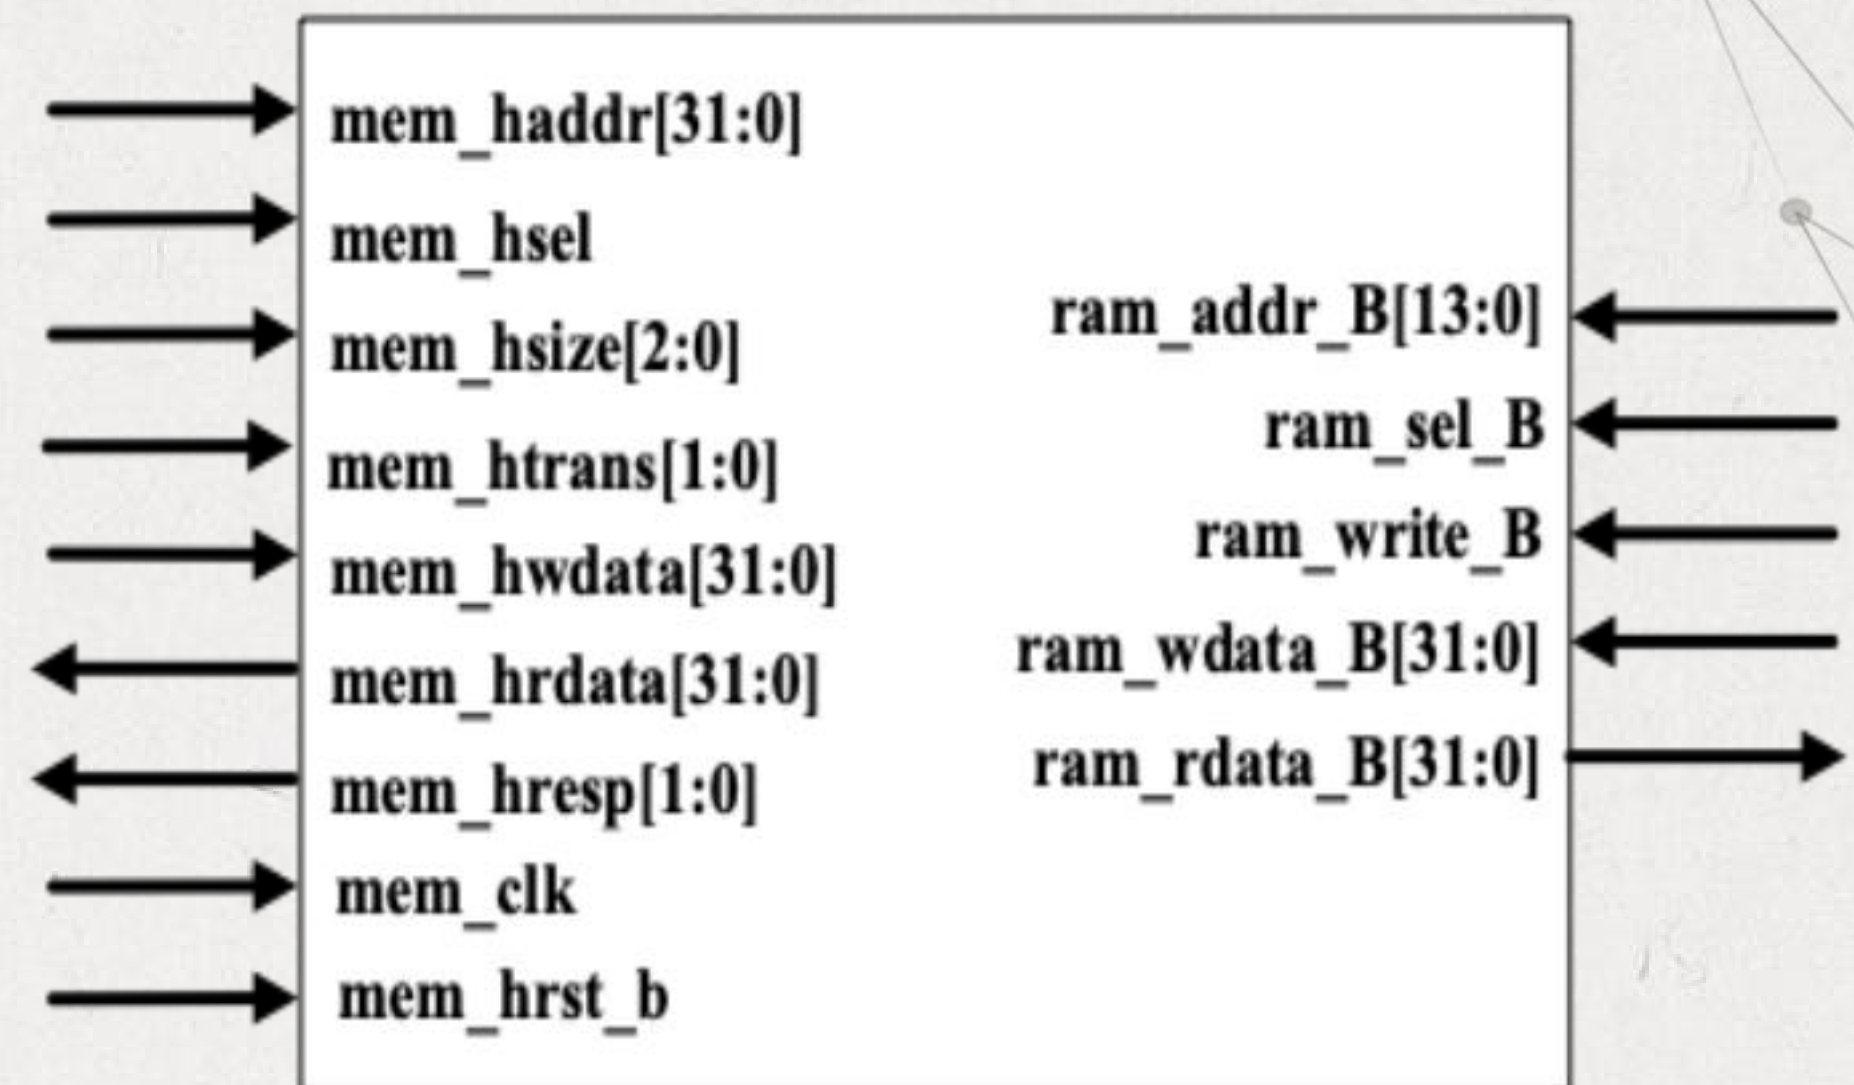 mem_haddr[31:0]
mem_hsel
mem_hsize[2:0]
mem_htrans[1:0]
mem_hwdata[31:0]
mem_hrdata[31:0]
mem_hresp[1:0]
mem_clk
mem_hrst_b
ram_addr_B[13:0]
ram_sel_B
ram_write_B
ram_wdata_B[31:0]
ram_rdata_B[31:0]